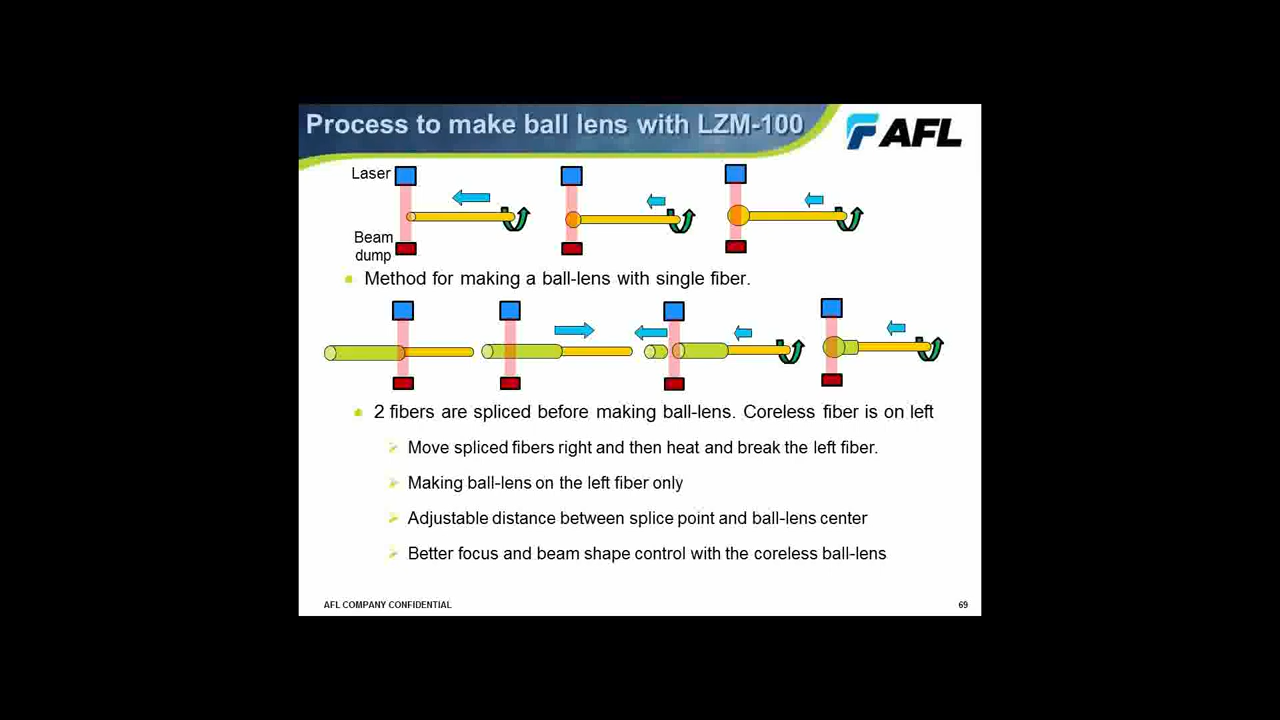 Process to make ball lens with LZM-100
AFL
Laser
Beam
dump
Method for making a ball-lens with single fiber.
2 fibers are spliced before making ball-lens. Coreless fiber is on left
Move spliced fibers right and then heat and break the left fiber.
Making ball-lens on the left fiber only
Adjustable distance between splice point and ball-lens center
Better focus and beam shape control with the coreless ball-lens
AFL COMPANY CONFIDENTIAL
69